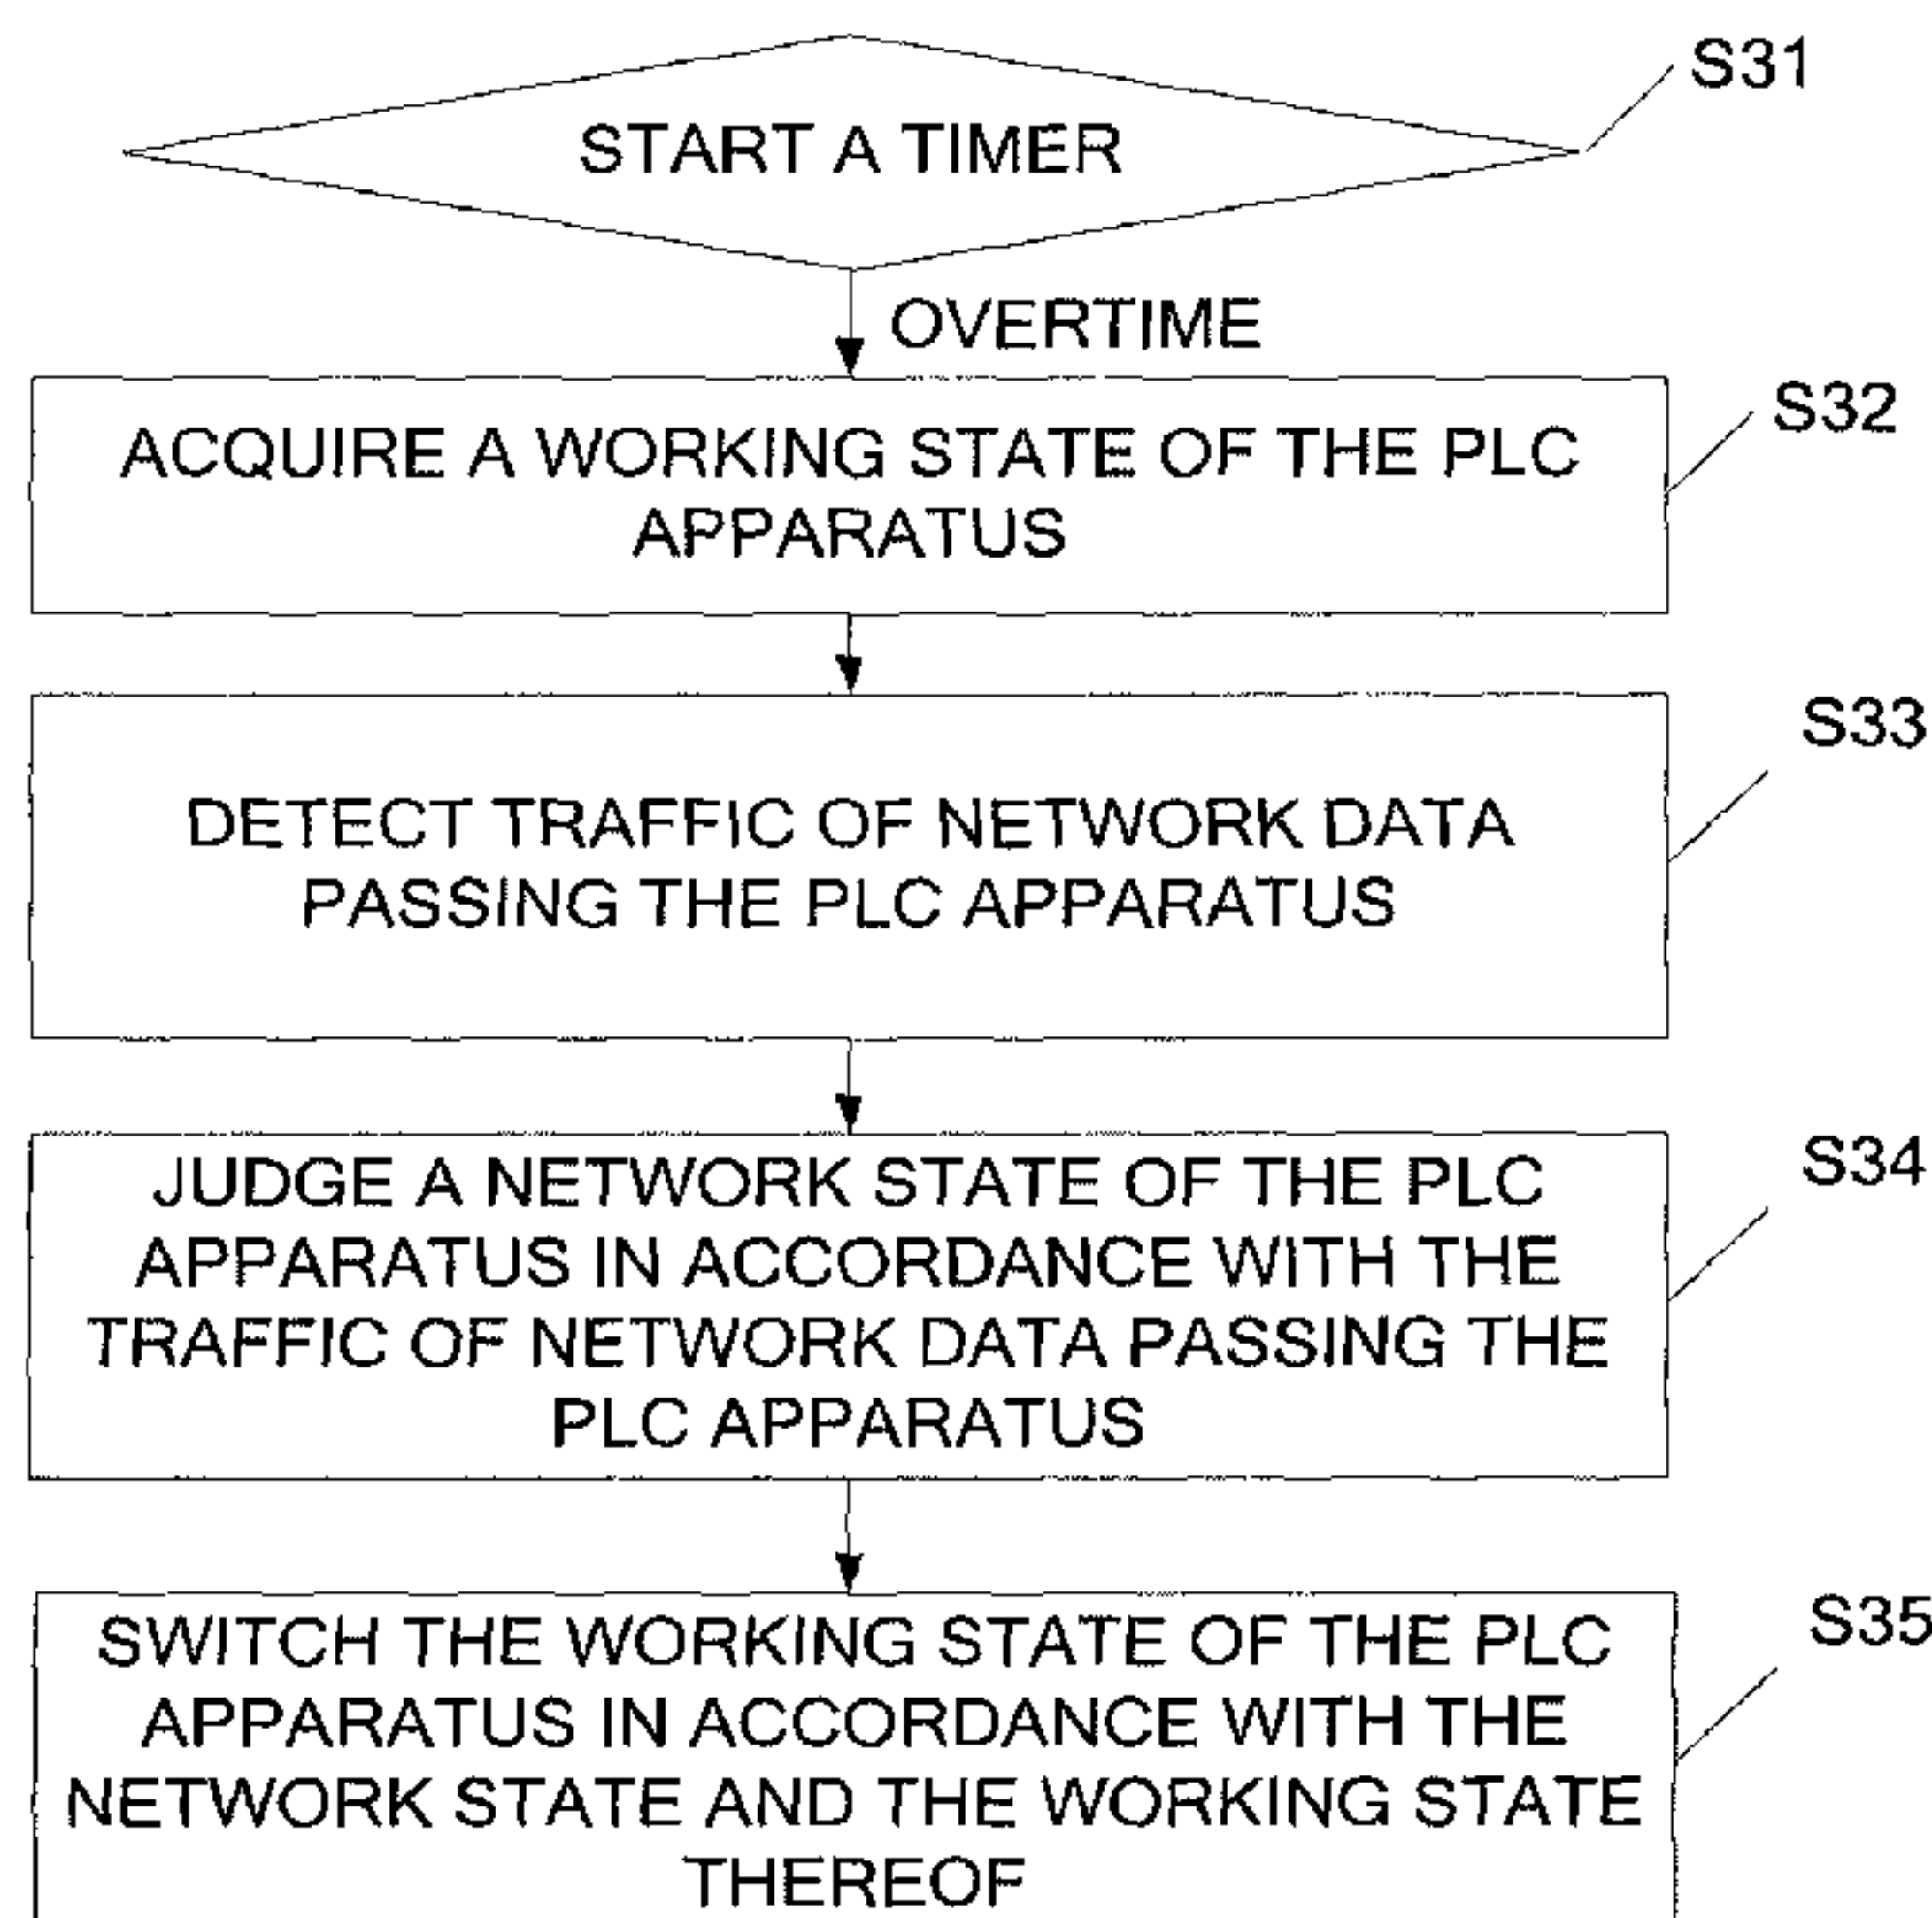 START A TIMER
S31
OVERTIME
ACQUIRE A WORKING STATE OF THE PLC
APPARATUS
S32
DETECT TRAFFIC OF NETWORK DATA
PASSING THE PLC APPARATUS
S33
JUDGE A NETWORK STATE OF THE PLC
APPARATUS IN ACCORDANCE WITH THE
TRAFFIC OF NETWORK DATA PASSING THE
PLC APPARATUS
S34
SWITCH THE WORKING STATE OF THE PLC
APPARATUS IN ACCORDANCE WITH THE
NETWORK STATE AND THE WORKING STATE
THEREOF
S35